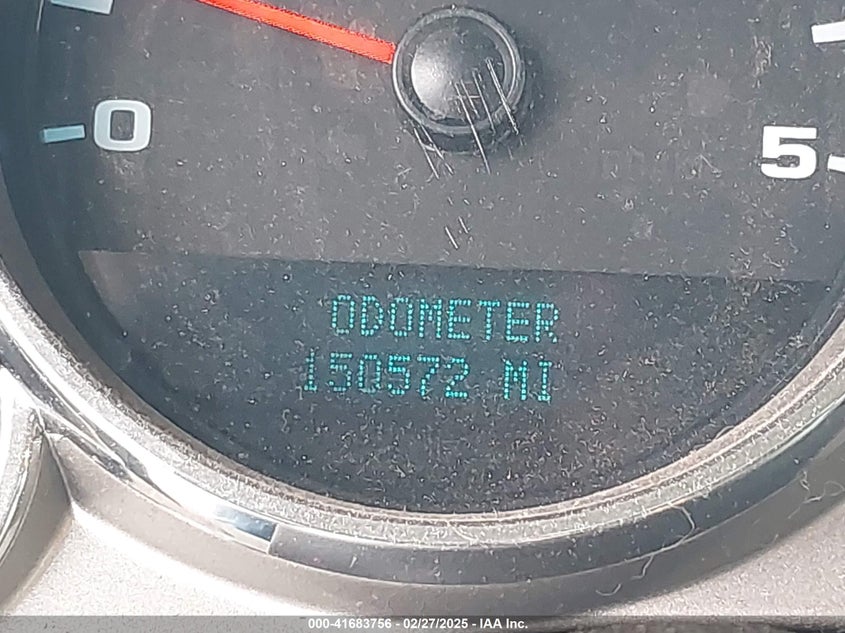 0
5
ODOMETER
150572 MI
000-41683756 - 02/27/2025 - IAA Inc.